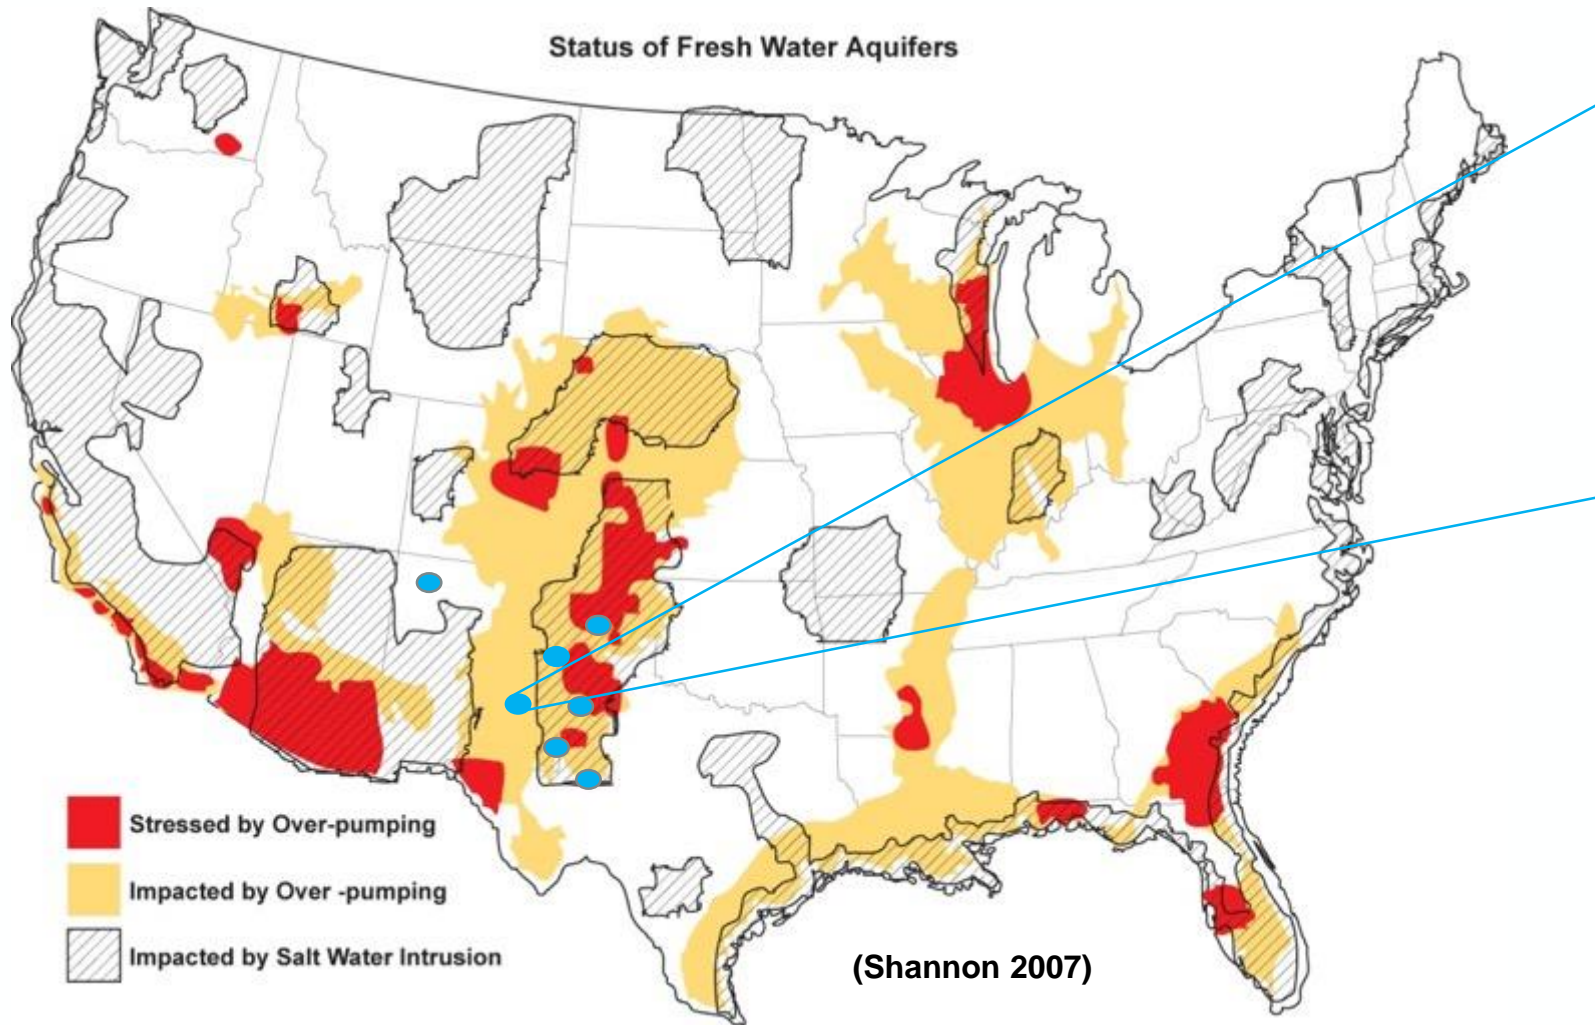 Status of Fresh Water Aquifers
Stressed by Over-pumping
Impacted by Over -pumping
Impacted by Salt Water Intrusion
(Shannon 2007)